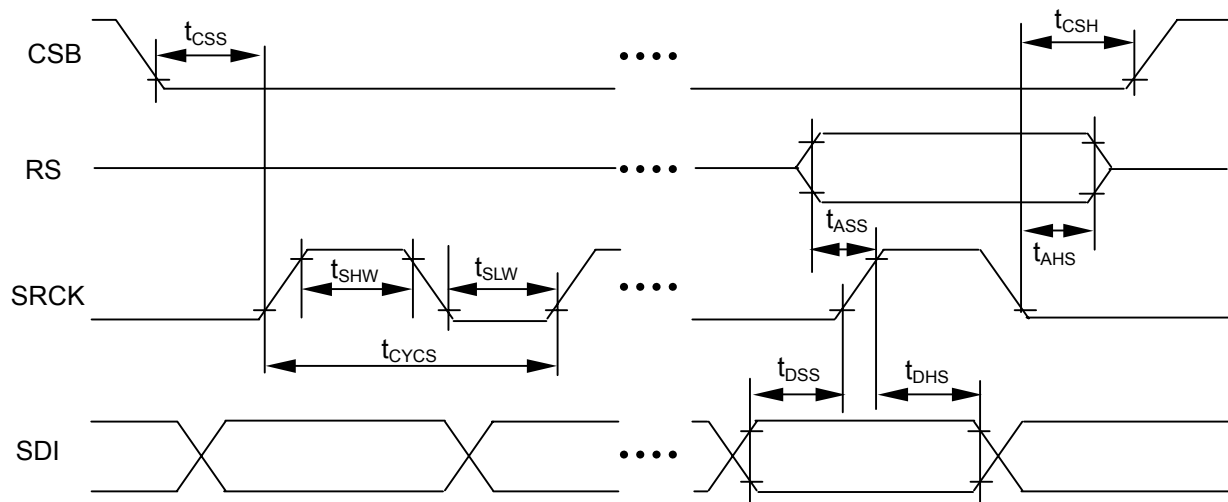 CSB
tCSS
tCSH
RS
tASS
tAHS
SRCK
tSHW
tSLW
tCYCS
tDSS
tDHS
SDI